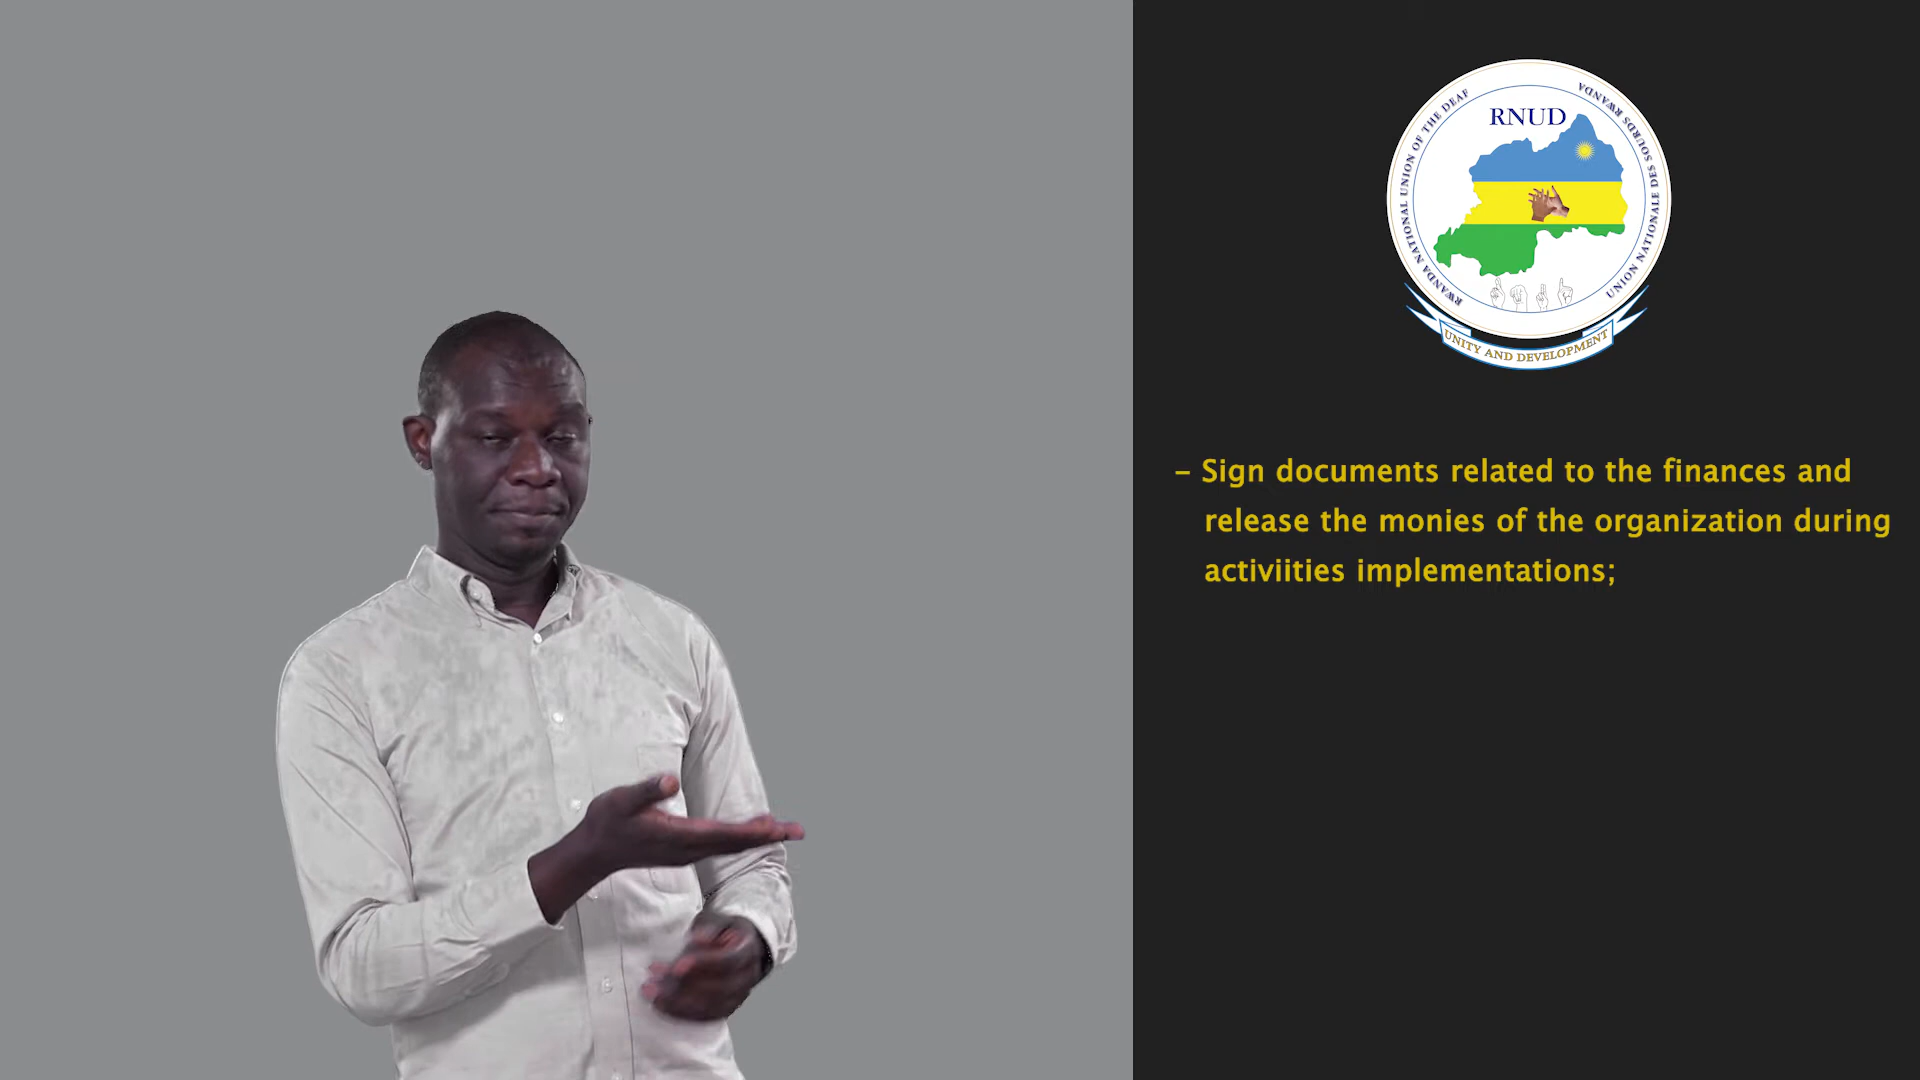 RNUD
RWANDA NATIONAL UNION OF THE DEAF
UNION NATIONALE DES SOURDS RWANDA
UNITY AND DEVELOPMENT
– Sign documents related to the finances and
release the monies of the organization during
activiities implementations;